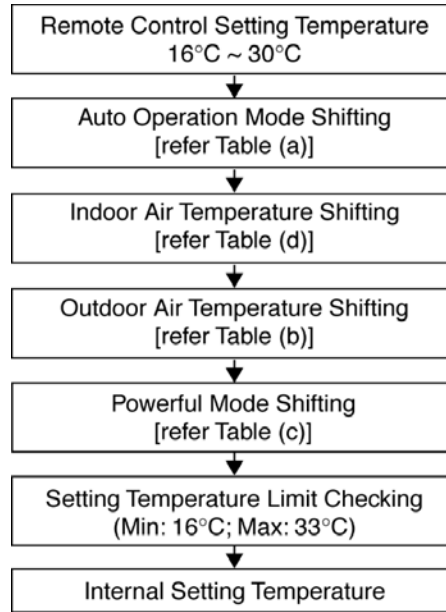 Remote Control Setting Temperature
16°C ~ 30°C
Auto Operation Mode Shifting
[refer Table (a)]
Indoor Air Temperature Shifting
[refer Table (d)]
Outdoor Air Temperature Shifting
[refer Table (b)]
Powerful Mode Shifting
[refer Table (c)]
Setting Temperature Limit Checking
(Min: 16°C; Max: 33°C)
Internal Setting Temperature